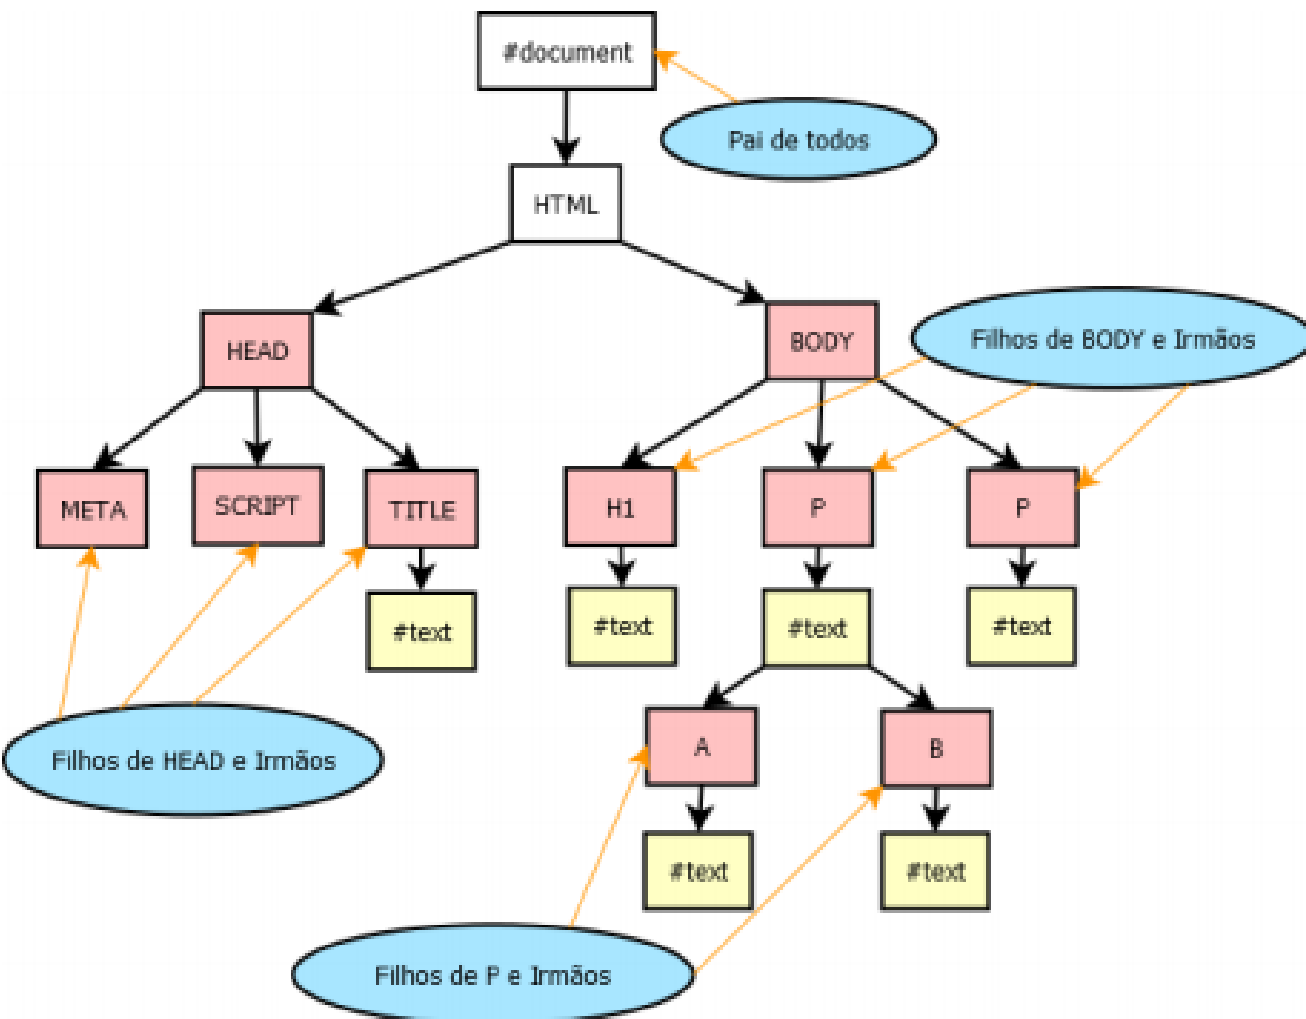 #document
Pai de todos
HTML
HEAD
BODY
Filhos de BODY e Irmãos
META
SCRIPT
TITLE
H1
P
P
#text
#text
#text
#text
A
B
Filhos de HEAD e Irmãos
#text
#text
Filhos de P e Irmãos